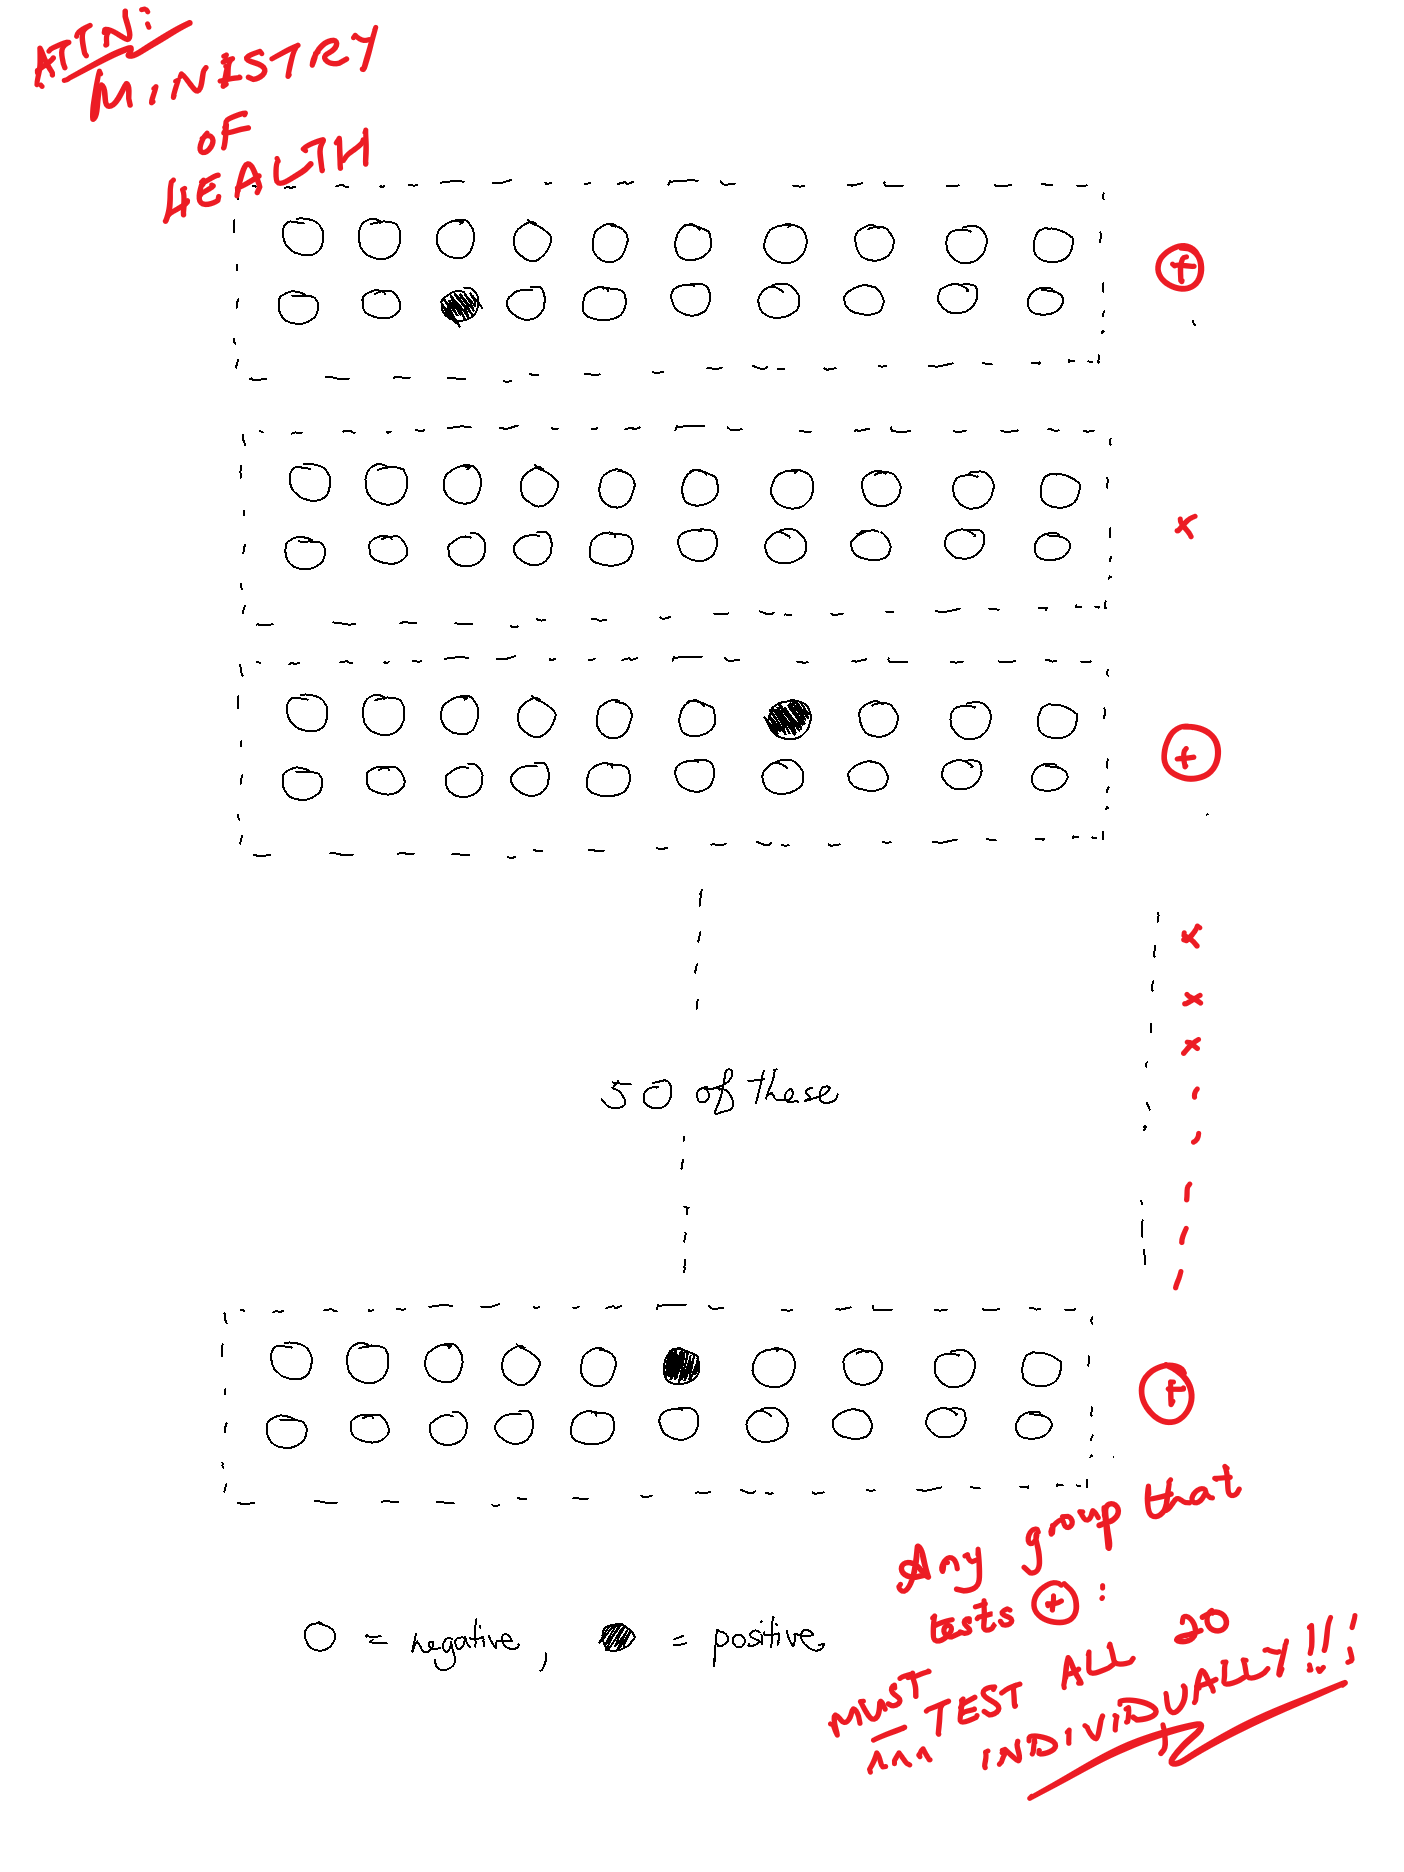 ATTN:
MINISTRY
OF
HEALTH
50 of these
Any group that
tests + :
MUST TEST ALL 20
INDIVIDUALLY!!!
= negative, = positive